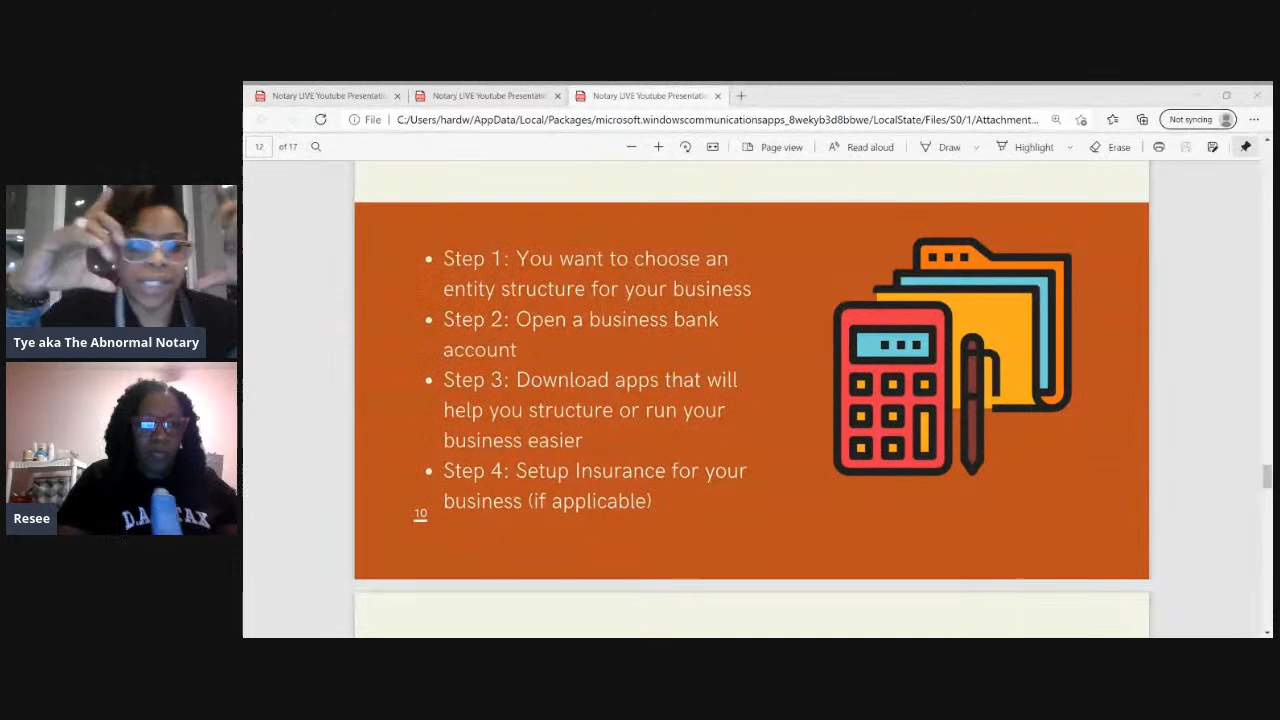 Notary LIVE Youtube Presentati
Notary LIVE Youtube Presentati
Notary LIVE Youtube Presentati
File
C:/Users/hardw/AppData/Local/Packages/microsoft.windowscommunicationsapps_8wekyb3d8bbwe/LocalState/Files/S0/1/Attachment...
Not syncing
12 of 17
Page view
Read aloud
Draw
Highlight
Erase
• Step 1: You want to choose an
entity structure for your business
• Step 2: Open a business bank
account
• Step 3: Download apps that will
help you structure or run your
business easier
• Step 4: Setup Insurance for your
business (if applicable)
10
Tye aka The Abnormal Notary
Resee